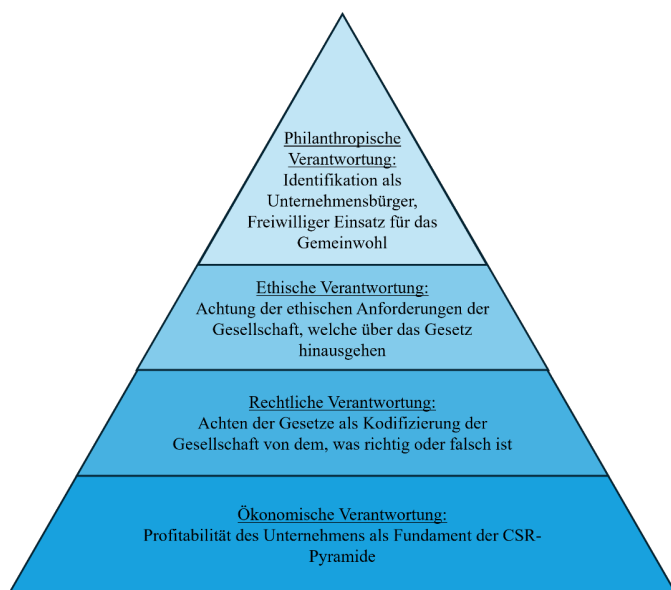 Philanthropische
Verantwortung:
Identifikation als
Unternehmensbürger,
Freiwilliger Einsatz für das
Gemeinwohl
Ethische Verantwortung:
Achtung der ethischen Anforderungen der
Gesellschaft, welche über das Gesetz
hinausgehen
Rechtliche Verantwortung:
Achten der Gesetze als Kodifizierung der
Gesellschaft von dem, was richtig oder falsch ist
Ökonomische Verantwortung:
Profitabilität des Unternehmens als Fundament der CSR-
Pyramide